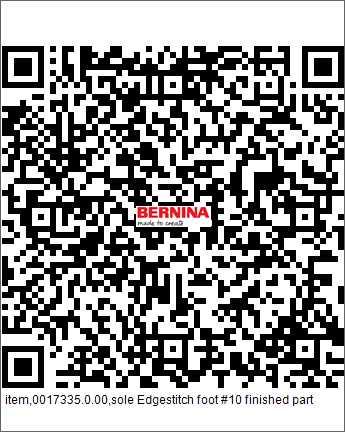 BERNINA
made to create
item,0017335.0.00,sole Edgestitch foot #10 finished part